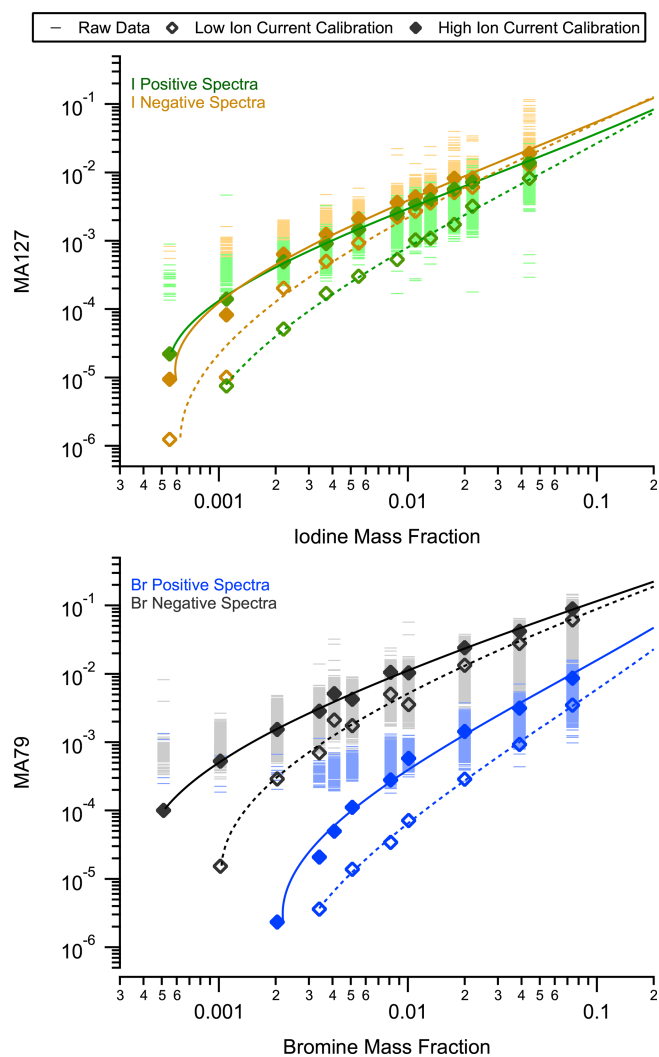 Raw Data Low Ion Current Calibration High Ion Current Calibration
I Positive Spectra
I Negative Spectra
10-1
10-2
10-3
10-4
10-5
10-6
MA127
3 4 5 6 0.001 2 3 4 5 6 0.01 2 3 4 5 6 0.1 2
Iodine Mass Fraction
Br Positive Spectra
Br Negative Spectra
10-1
10-2
10-3
10-4
10-5
10-6
MA79
3 4 5 6 0.001 2 3 4 5 6 0.01 2 3 4 5 6 0.1 2
Bromine Mass Fraction